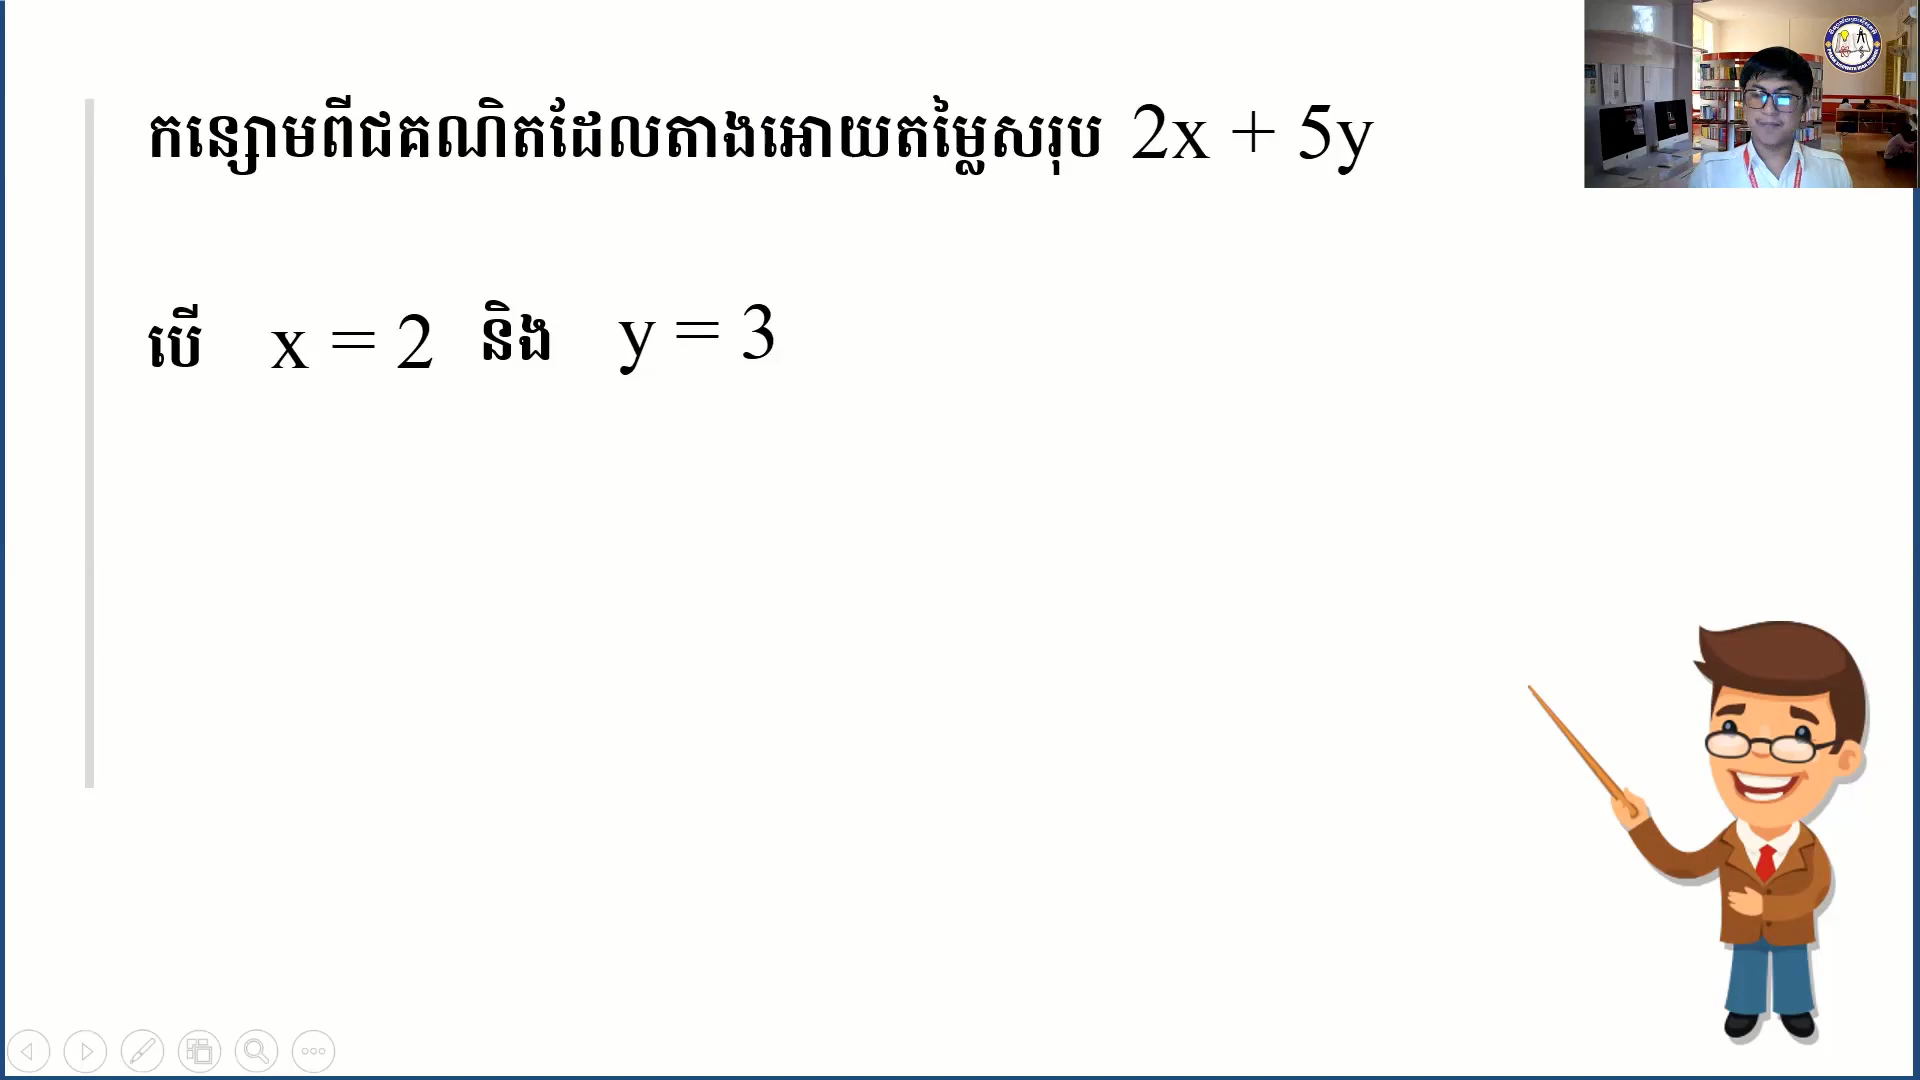 កន្សោមពីជគណិតដែលតាងអោយតម្លៃសរុប 2x + 5y
បើ x = 2 និង y = 3